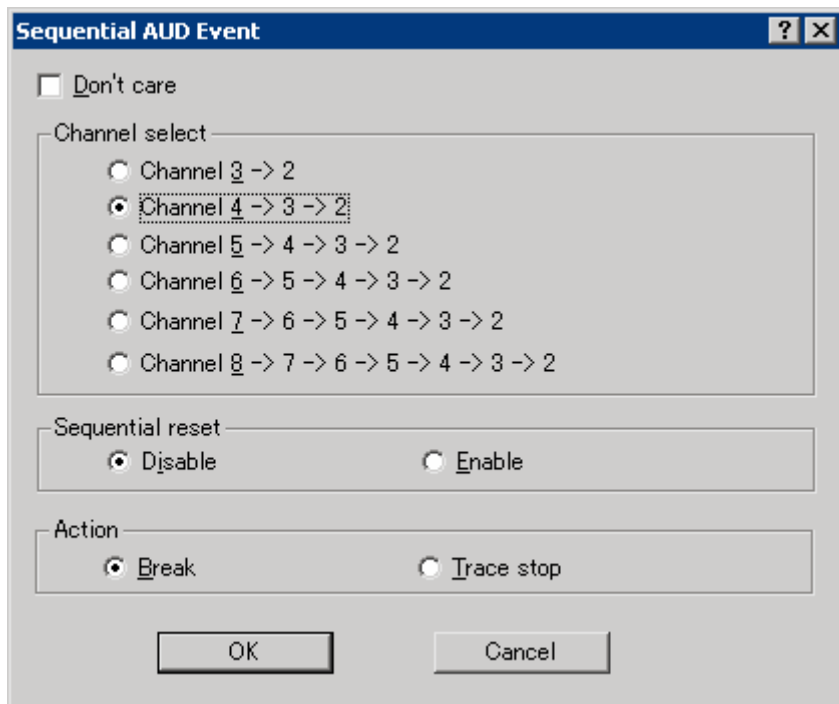 Sequential AUD Event
Don't care
Channel select
Channel 3 -> 2
Channel 4 -> 3 -> 2
Channel 5 -> 4 -> 3 -> 2
Channel 6 -> 5 -> 4 -> 3 -> 2
Channel 7 -> 6 -> 5 -> 4 -> 3 -> 2
Channel 8 -> 7 -> 6 -> 5 -> 4 -> 3 -> 2
Sequential reset
Disable Enable
Action
Break Trace stop
OK Cancel